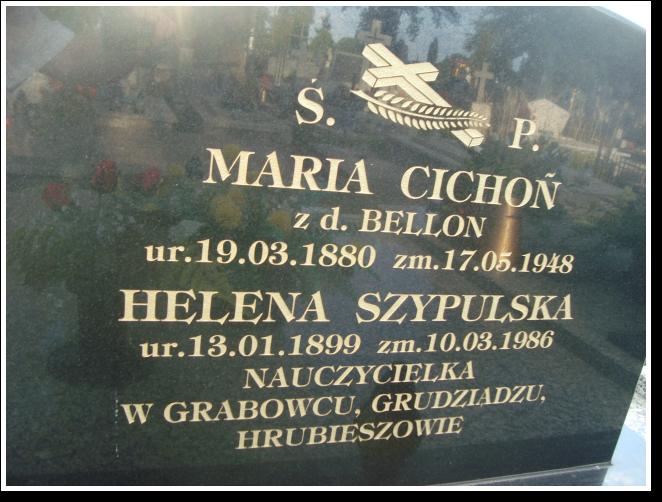 Ś. P.
MARIA CICHOÑ
z d. BELLON
ur.19.03.1880 zm.17.05.1948
HELENA SZYPULSKA
ur.13.01.1899 zm.10.03.1986
NAUCZYCIELKA
W GRABOWCU, GRUDZIĄDZU,
HRUBIESZOWIE